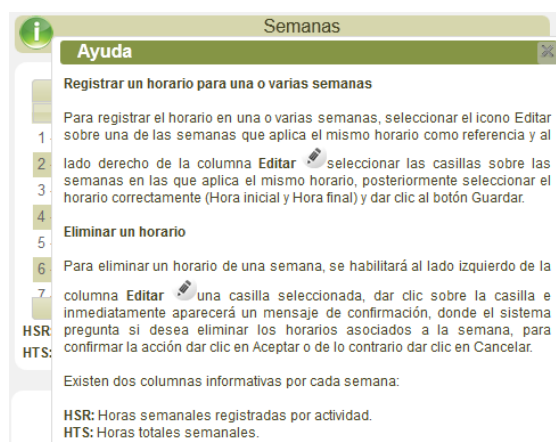 Semanas
Ayuda
Registrar un horario para una o varias semanas
Para registrar el horario en una o varias semanas, seleccionar el icono Editar
sobre una de las semanas que aplica el mismo horario como referencia y al
lado derecho de la columna Editar seleccionar las casillas sobre las
semanas en las que aplica el mismo horario, posteriormente seleccionar el
horario correctamente (Hora inicial y Hora final) y dar clic al botón Guardar.
Eliminar un horario
Para eliminar un horario de una semana, se habilitará al lado izquierdo de la
columna Editar una casilla seleccionada, dar clic sobre la casilla e
inmediatamente aparecerá un mensaje de confirmación, donde el sistema
pregunta si desea eliminar los horarios asociados a la semana, para
confirmar la acción dar clic en Aceptar o de lo contrario dar clic en Cancelar.
Existen dos columnas informativas por cada semana:
HSR: Horas semanales registradas por actividad.
HTS: Horas totales semanales.
1
2
3
4
5
6
7
HSR:
HTS: